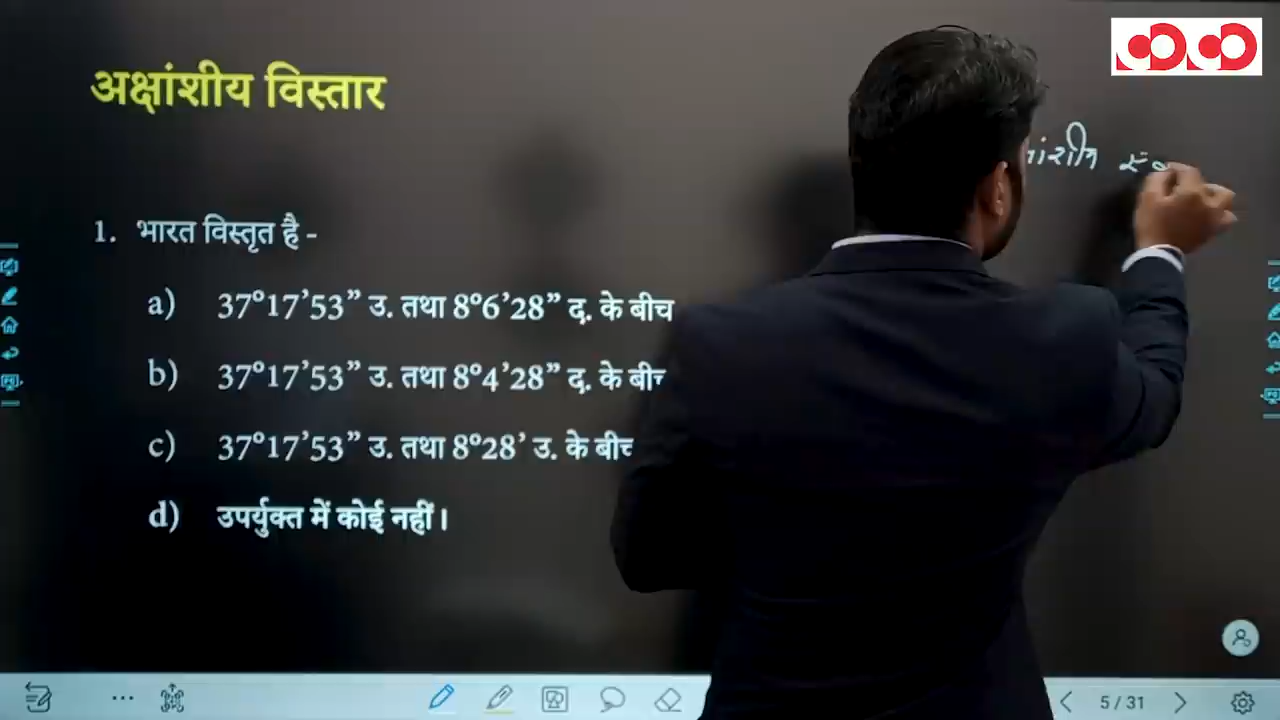 अक्षांशीय विस्तार
1. भारत विस्तृत है -
a) 37°17’53” उ. तथा 8°6’28” द. के बीच
b) 37°17’53” उ. तथा 8°4’28” द. के बीच
c) 37°17’53” उ. तथा 8°28’ उ. के बीच
d) उपर्युक्त में कोई नहीं।
5 / 31